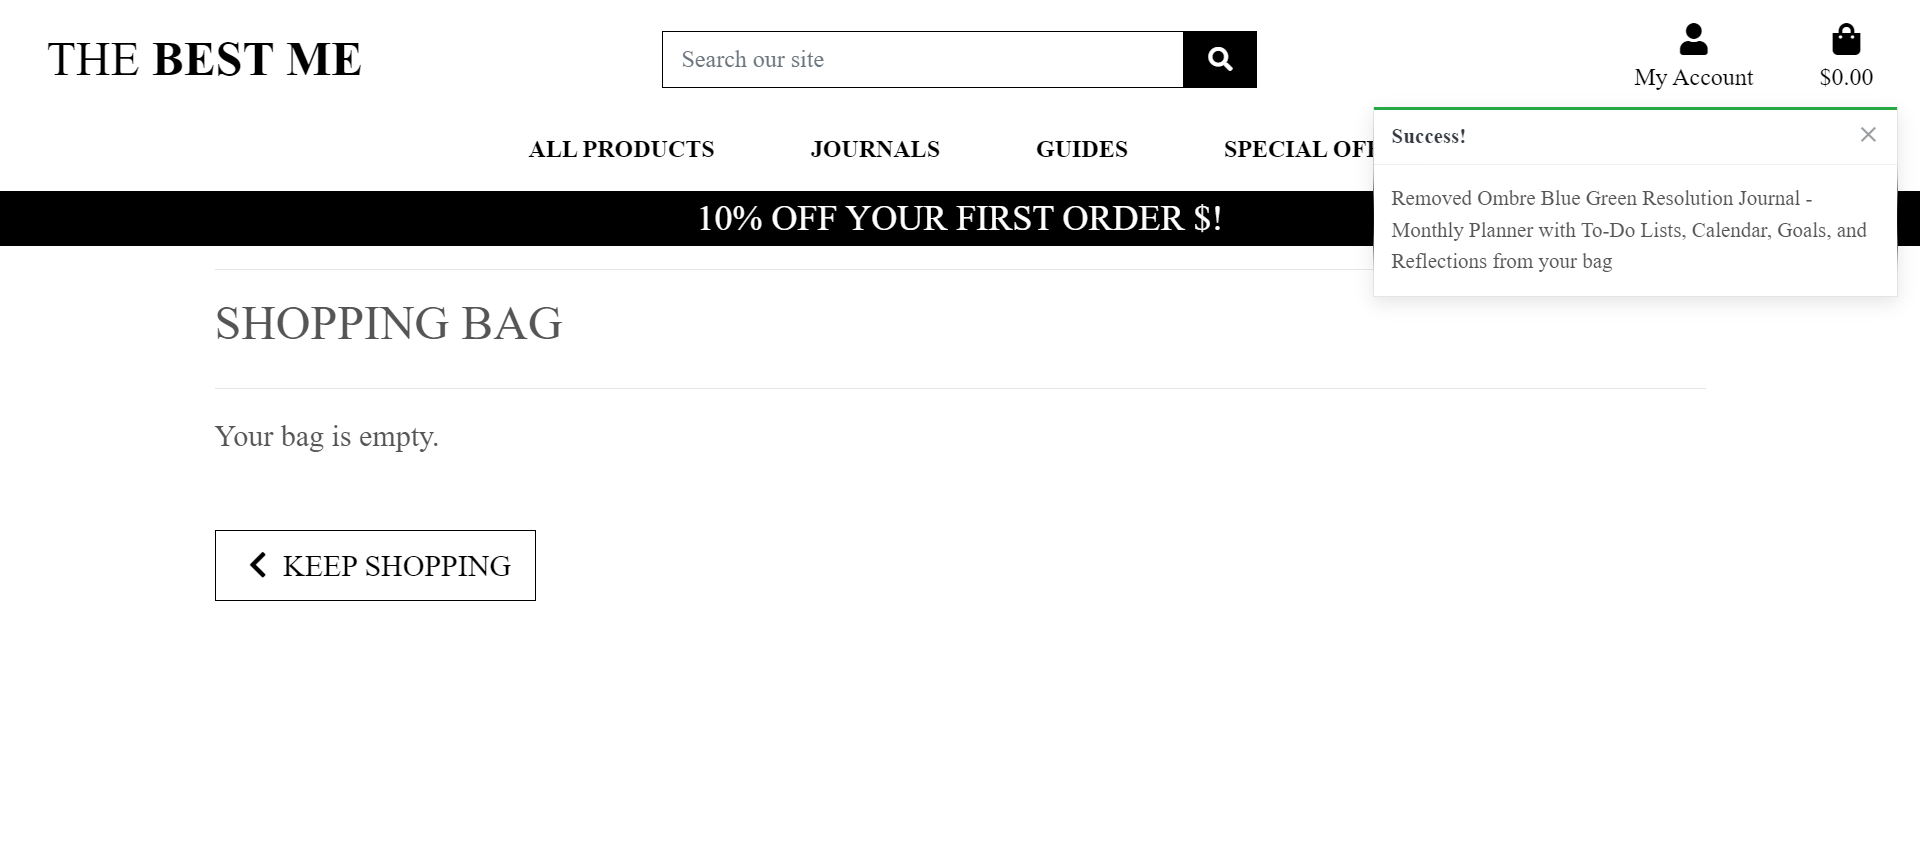 THE BEST ME
Search our site
My Account
$0.00
ALL PRODUCTS
JOURNALS
GUIDES
SPECIAL
Success!
Removed Ombre Blue Green Resolution Journal -
Monthly Planner with To-Do Lists, Calendar, Goals, and
Reflections from your bag
10% OFF YOUR FIRST ORDER $!
SHOPPING BAG
Your bag is empty.
KEEP SHOPPING